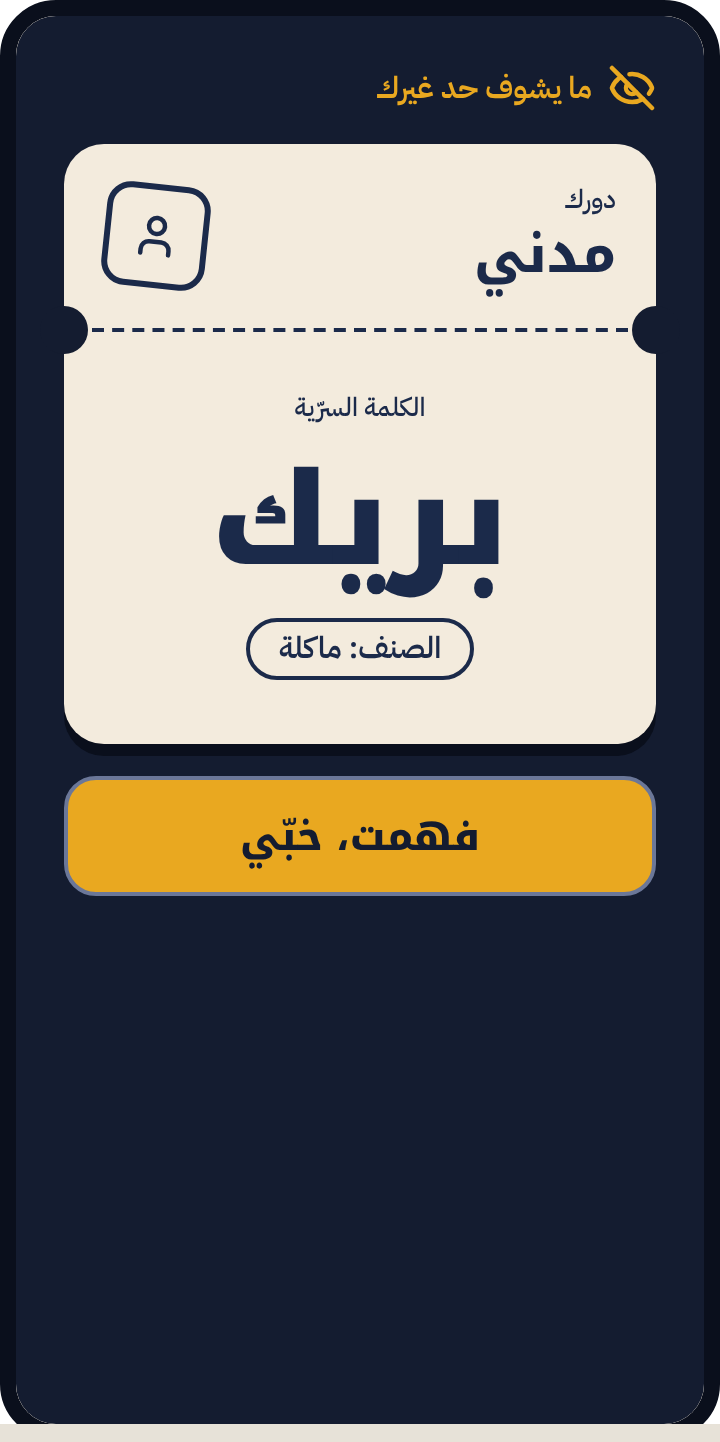 ما يشوف حد غيرك
دورك
مدني
الكلمة السرّية
بريك
الصنف: ماكلة
فهمت، خبّي